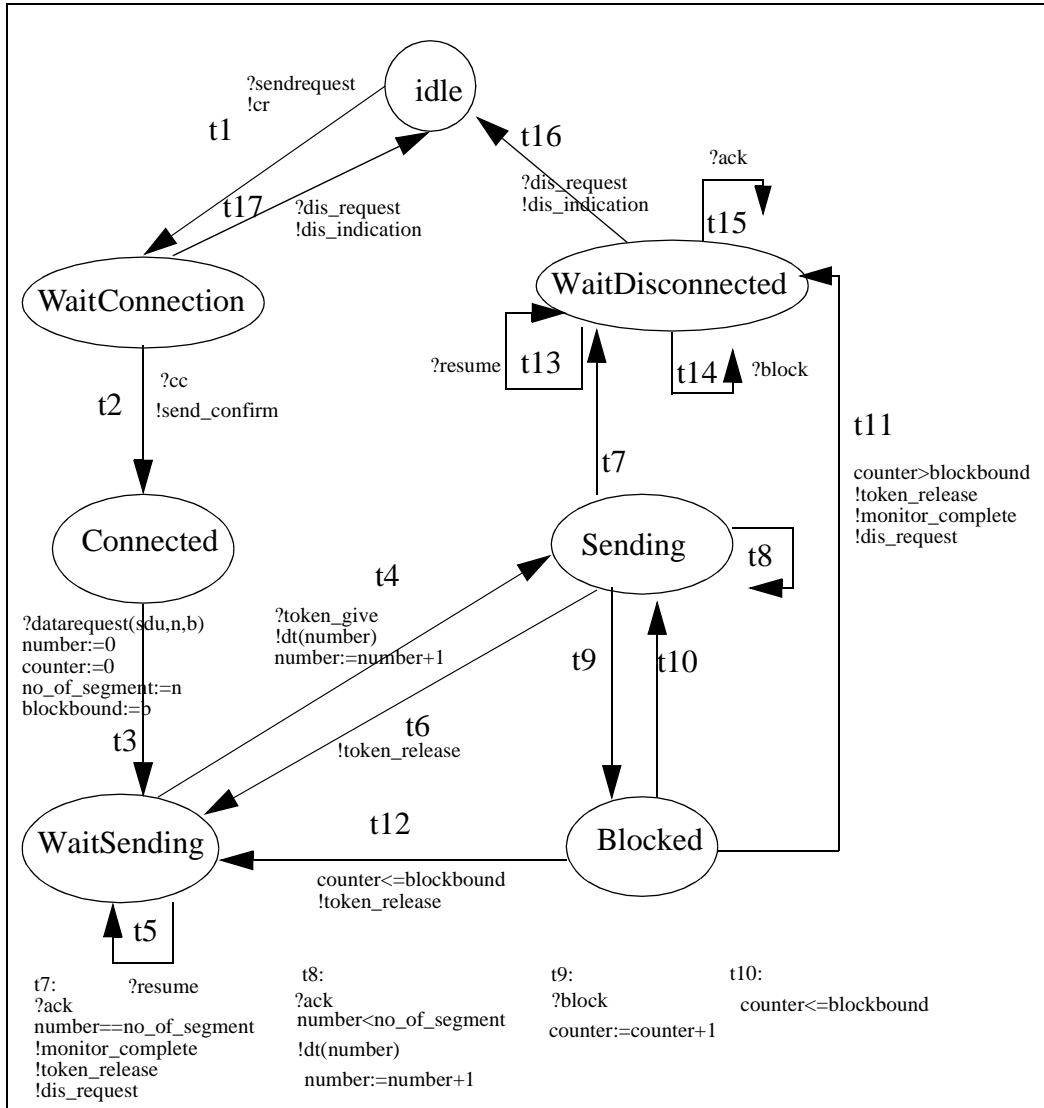 ?sendrequest
!cr
idle
t1
t16
?ack
t17
?dis_request
!dis_indication
?dis_request
!dis_indication
t15
WaitConnection
WaitDisconnected
?resume
t13
t14
?block
?cc
!send_confirm
t2
t11
t7
counter>blockbound
!token_release
!monitor_complete
!dis_request
Connected
Sending
t8
t4
?datarequest(sdu,n,b)
number:=0
counter:=0
no_of_segment:=n
blockbound:=b
?token_give
!dt(number)
number:=number+1
t9
t10
t3
t6
!token_release
t12
WaitSending
Blocked
counter<=blockbound
!token_release
t5
?resume
t7:
?ack
number==no_of_segment
!monitor_complete
!token_release
!dis_request
t8:
?ack
number<no_of_segment
!dt(number)
number:=number+1
t9:
?block
counter:=counter+1
t10:
counter<=blockbound